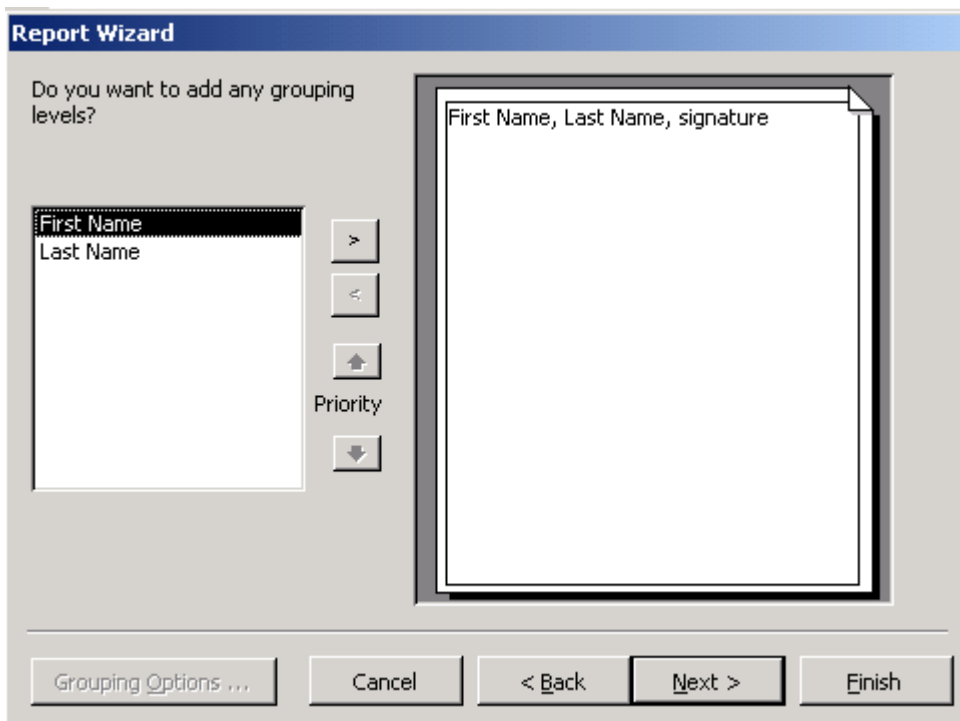 Report Wizard
Do you want to add any grouping
levels?
First Name, Last Name, signature
First Name
Last Name
>
<
Priority
Grouping Options ...
Cancel
< Back
Next >
Finish